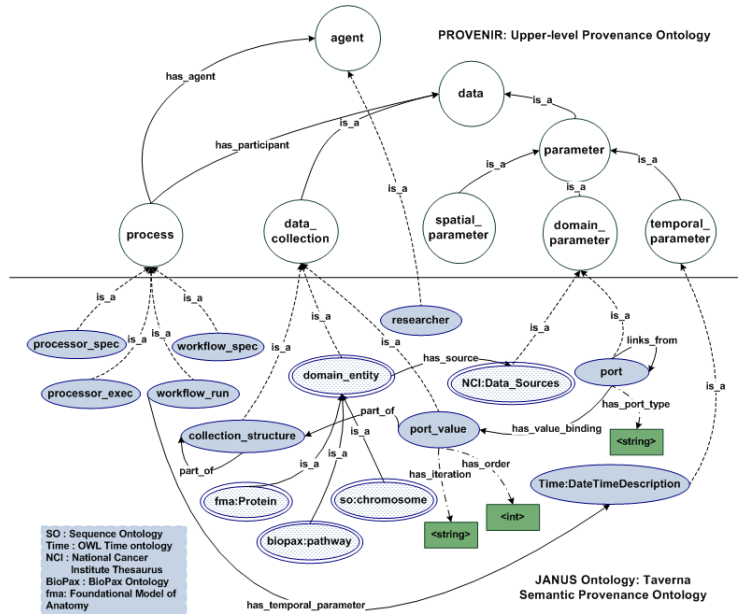 agent
PROVENIR: Upper-level Provenance Ontology
has_agent
data
is_a
is_a
has_participant
parameter
is_a
is_a
is_a
is_a
spatial_
parameter
domain_
parameter
temporal_
parameter
process
data_
collection
is_a
is_a
is_a
is_a
is_a
is_a
is_a
is_a
is_a
is_a
researcher
processor_spec
workflow_spec
links_from
has_source
domain_entity
NCI:Data_Sources
port
processor_exec
workflow_run
is_a
has_port_type
part_of
collection_structure
port_value
has_value_binding
<string>
part_of
is_a
is_a
is_a
has_iteration
has_order
Time:DateTimeDescription
fma:Protein
so:chromosome
<int>
<string>
biopax:pathway
SO : Sequence Ontology
Time : OWL Time ontology
NCI : National Cancer
Institute Thesaurus
BioPax : BioPax Ontology
fma: Foundational Model of
Anatomy
has_temporal_parameter
JANUS Ontology: Taverna
Semantic Provenance Ontology